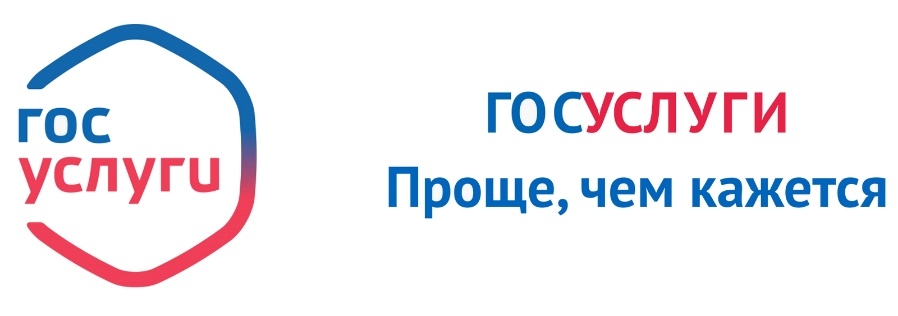 гос
услуги
ГОСУСЛУГИ
Проще, чем кажется